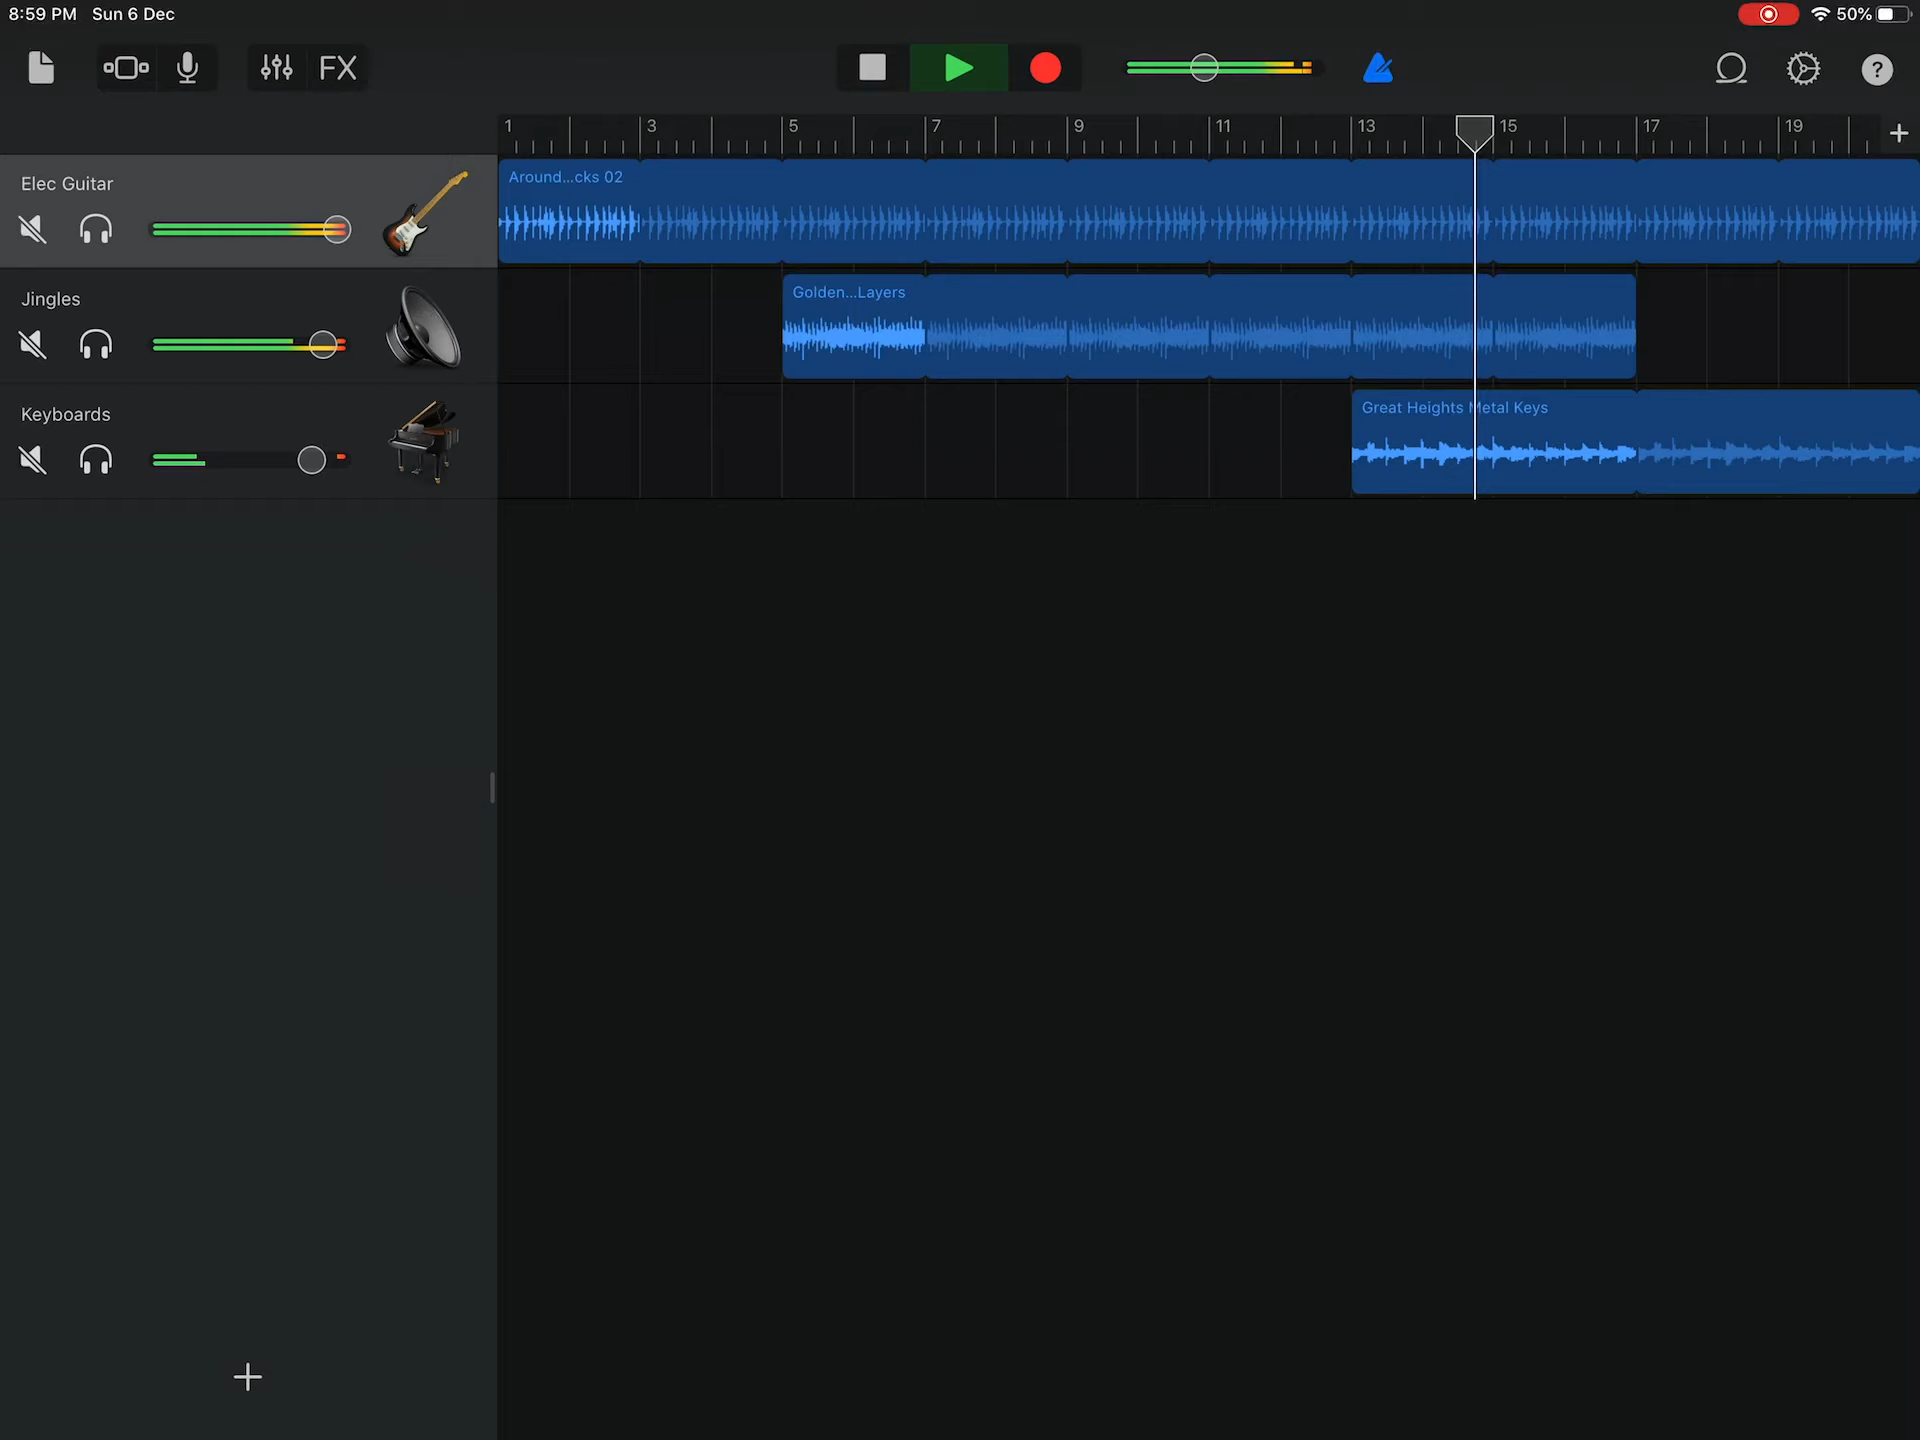 8:59 PM Sun 6 Dec
50%
FX
?
1 3 5 7 9 11 13 15 17 19
Elec Guitar
Around...cks 02
Jingles
Golden...Layers
Keyboards
Great Heights Metal Keys